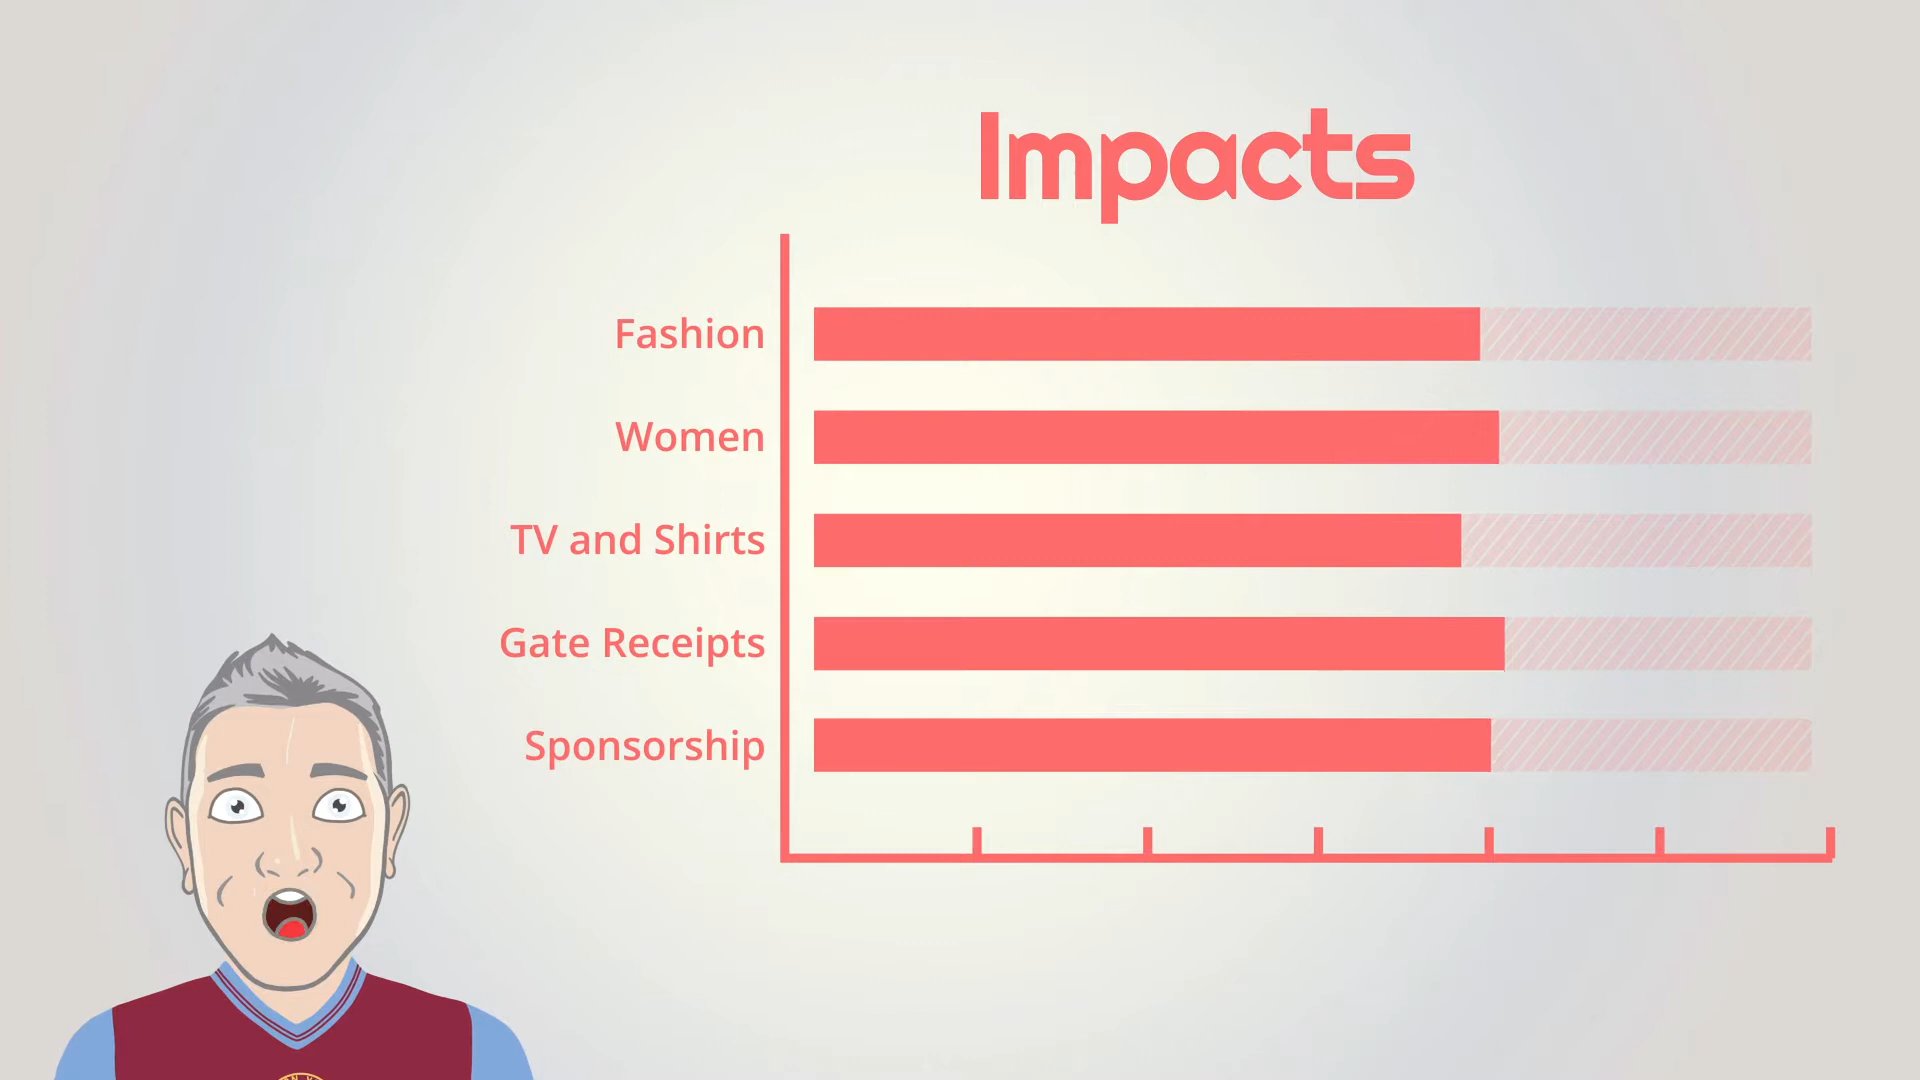 Impacts
Fashion
Women
TV and Shirts
Gate Receipts
Sponsorship